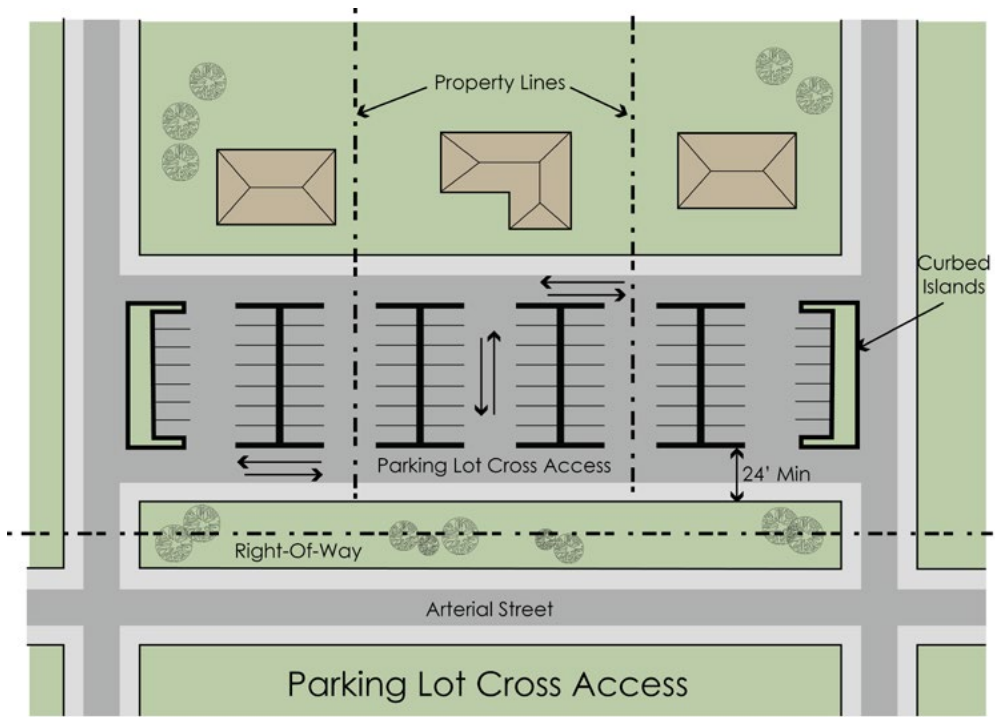 Property Lines
Curbed
Islands
Parking Lot Cross Access
24' Min
Right-Of-Way
Arterial Street
Parking Lot Cross Access